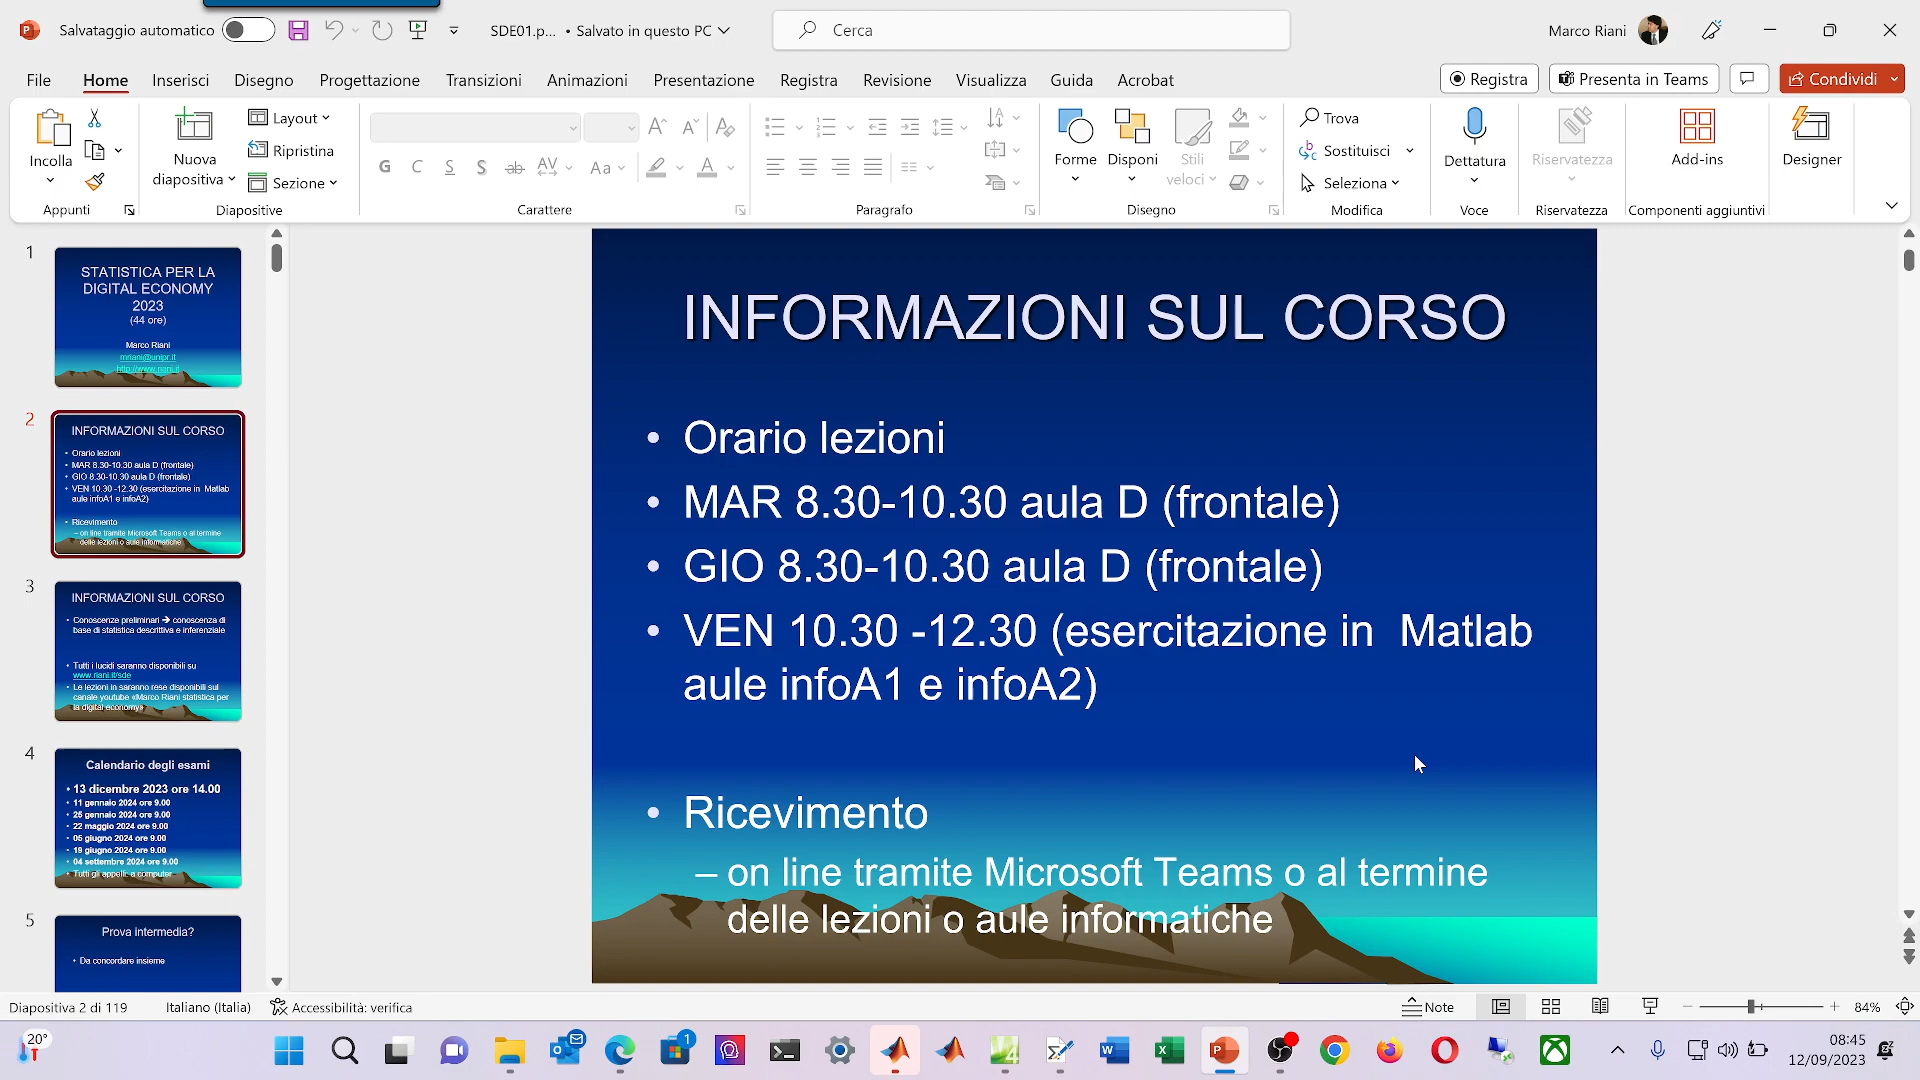 Salvataggio automatico
SDE01.p... • Salvato in questo PC
Cerca
Marco Riani
File Home Inserisci Disegno Progettazione Transizioni Animazioni Presentazione Registra Revisione Visualizza Guida Acrobat
Registra
Presenta in Teams
Condividi
Incolla
Appunti
Nuova diapositiva
Layout
Ripristina
Sezione
Diapositive
G C S S ab AV Aa A
Carattere
Paragrafo
Forme
Disponi
Stili veloci
Disegno
Trova
Sostituisci
Seleziona
Modifica
Dettatura
Voce
Riservatezza
Riservatezza
Add-ins
Componenti aggiuntivi
Designer
1
STATISTICA PER LA
DIGITAL ECONOMY
2023
(44 ore)
Marco Riani
mriani@unipr.it
http://www.riani.it
2
INFORMAZIONI SUL CORSO
• Orario lezioni
• MAR 8.30-10.30 aula D (frontale)
• GIO 8.30-10.30 aula D (frontale)
• VEN 10.30 -12.30 (esercitazione in Matlab
aule infoA1 e infoA2)
• Ricevimento
– on line tramite Microsoft Teams o al termine
delle lezioni o aule informatiche
3
INFORMAZIONI SUL CORSO
• Conoscenze preliminari ➔ conoscenza di
base di statistica descrittiva e inferenziale
• Tutti i lucidi saranno disponibili su
www.riani.it/sde
• Le lezioni in saranno rese disponibili sul
canale youtube «Marco Riani statistica per
la digital economy»
4
Calendario degli esami
• 13 dicembre 2023 ore 14.00
• 11 gennaio 2024 ore 9.00
• 25 gennaio 2024 ore 9.00
• 22 maggio 2024 ore 9.00
• 05 giugno 2024 ore 9.00
• 19 giugno 2024 ore 9.00
• 04 settembre 2024 ore 9.00
• Tutti gli appelli: a computer
5
Prova intermedia?
• Da concordare insieme
INFORMAZIONI SUL CORSO
• Orario lezioni
• MAR 8.30-10.30 aula D (frontale)
• GIO 8.30-10.30 aula D (frontale)
• VEN 10.30 -12.30 (esercitazione in Matlab
aule infoA1 e infoA2)
• Ricevimento
– on line tramite Microsoft Teams o al termine
delle lezioni o aule informatiche
Diapositiva 2 di 119
Italiano (Italia)
Accessibilità: verifica
Note
84%
20°
1
08:45
12/09/2023